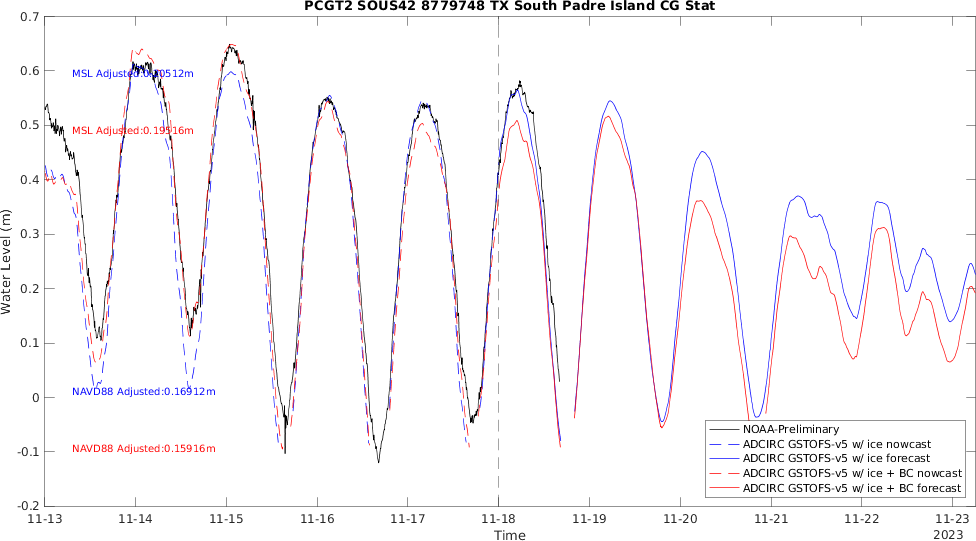 PCGT2 SOUS42 8779748 TX South Padre Island CG Stat
Water Level (m)
0.7
0.6
0.5
0.4
0.3
0.2
0.1
0
-0.1
-0.2
MSL Adjusted:
MSL Adjusted:0.19516m
NAVD88 Adjusted:0.16912m
NAVD88 Adjusted:0.15916m
NOAA-Preliminary
ADCIRC GSTOFS-v5 w/ ice nowcast
ADCIRC GSTOFS-v5 w/ ice forecast
ADCIRC GSTOFS-v5 w/ ice + BC nowcast
ADCIRC GSTOFS-v5 w/ ice + BC forecast
11-13 11-14 11-15 11-16 11-17 11-18 11-19 11-20 11-21 11-22 11-23
Time
2023